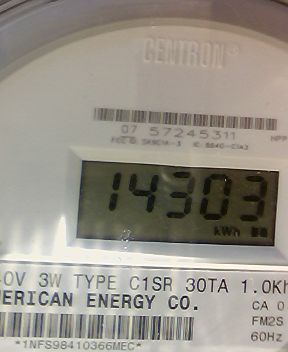 CENTRON®
07 57245311
14303
kWh
3W TYPE C1SR 30TA 1.0Kh
ERICAN ENERGY CO.
CA 0
FM2S
60Hz
*1NFS98410366MEC*